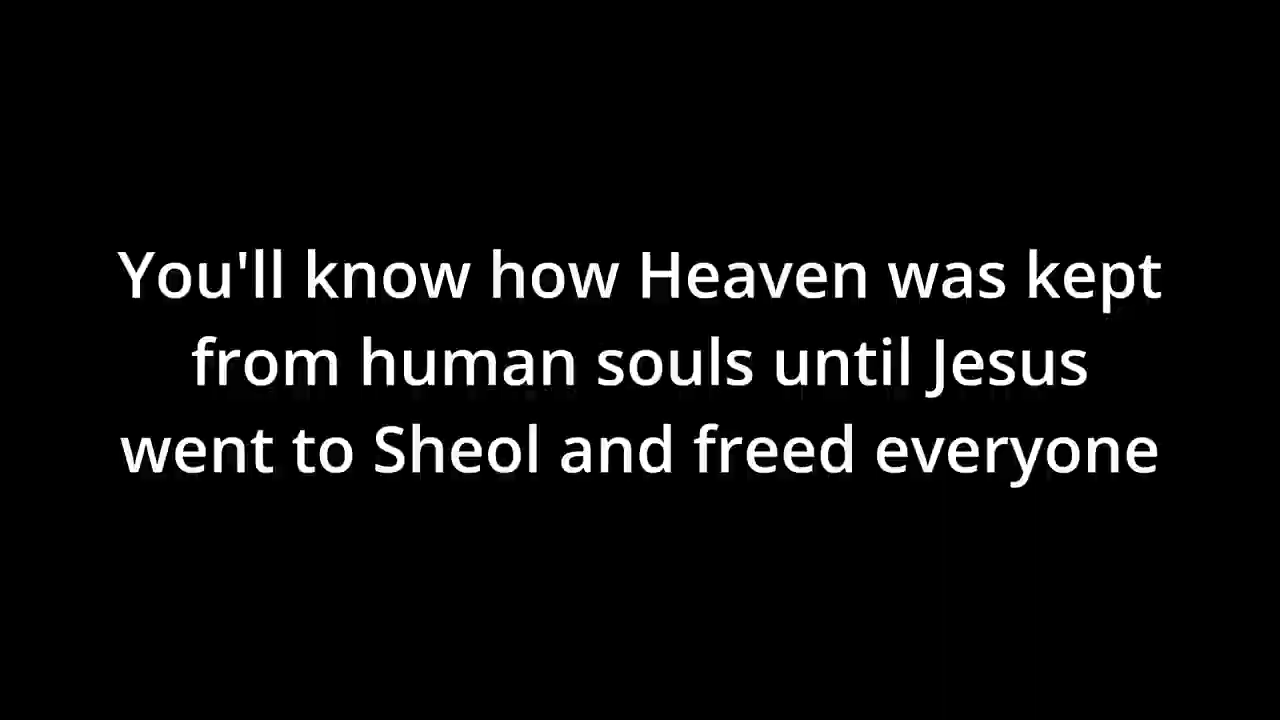 You'll know how Heaven was kept
from human souls until Jesus
went to Sheol and freed everyone